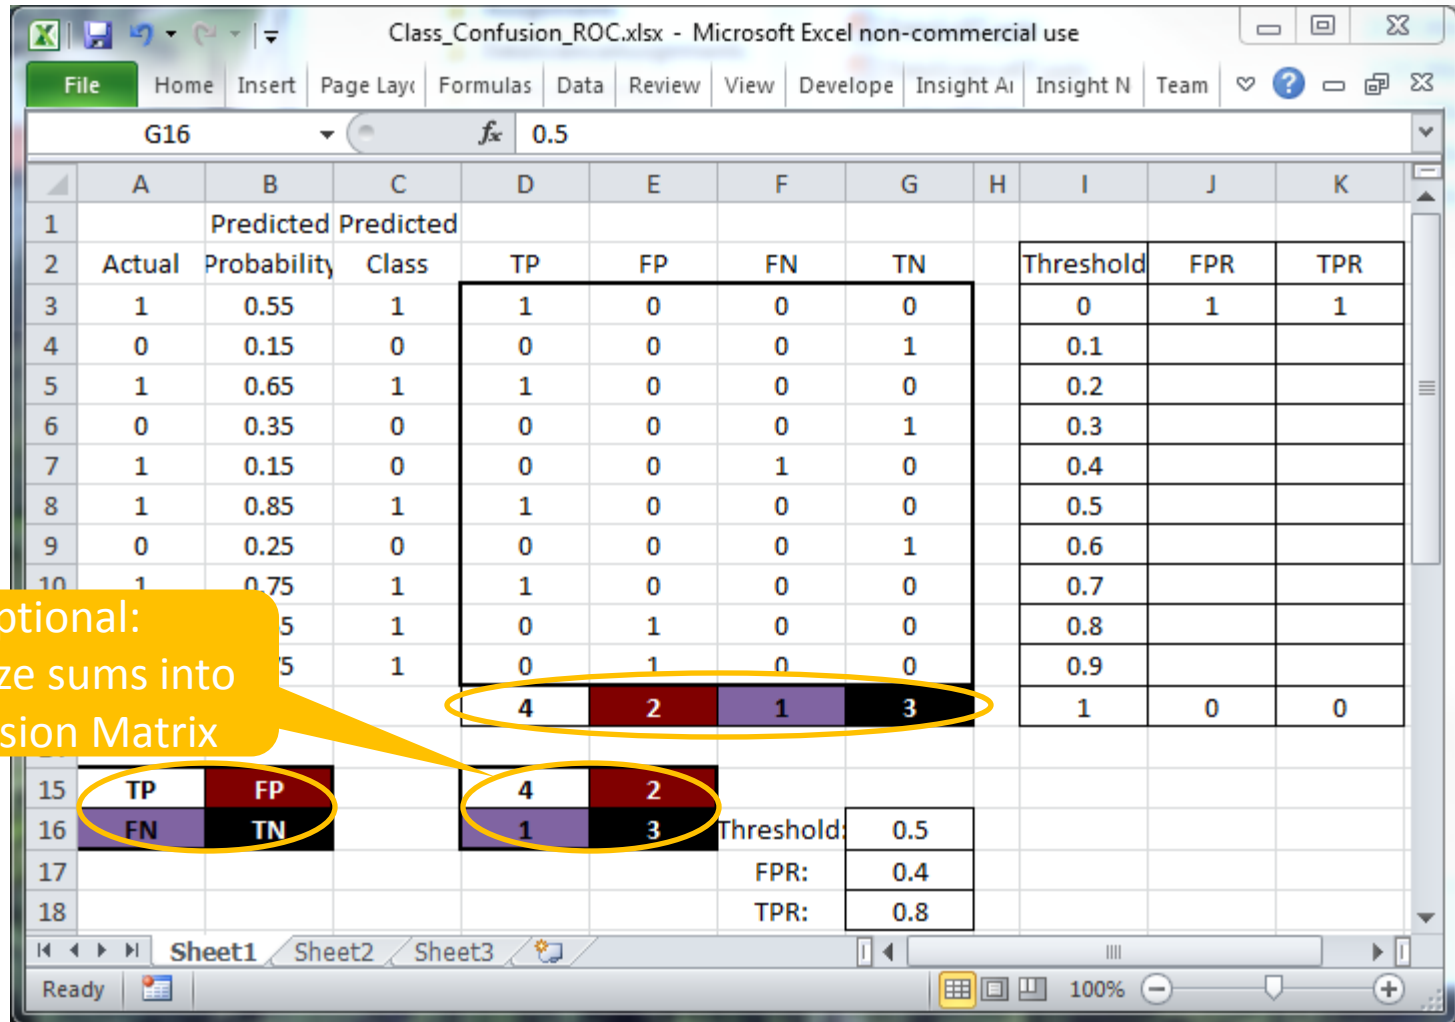 Class_Confusion_ROC.xlsx - Microsoft Excel non-commercial use
File Home Insert Page Layo Formulas Data Review View Develope Insight Ar Insight N Team
G16 fx 0.5
A B C D E F G H I J K
1 Predicted Predicted
2 Actual Probability Class TP FP FN TN Threshold FPR TPR
3 1 0.55 1 1 0 0 0 0 1 1
4 0 0.15 0 0 0 0 1 0.1
5 1 0.65 1 1 0 0 0 0.2
6 0 0.35 0 0 0 0 1 0.3
7 1 0.15 0 0 0 1 0 0.4
8 1 0.85 1 1 0 0 0 0.5
9 0 0.25 0 0 0 0 1 0.6
10 1 0.75 1 1 0 0 0 0.7
5 1 0 1 0 0 0.8
75 1 0 1 0 0 0.9
4 2 1 3 1 0 0
ptional:
ze sums into
sion Matrix
15 TP FP 4 2
16 FN TN 1 3 Threshold: 0.5
17 FPR: 0.4
18 TPR: 0.8
Sheet1 Sheet2 Sheet3
Ready 100%